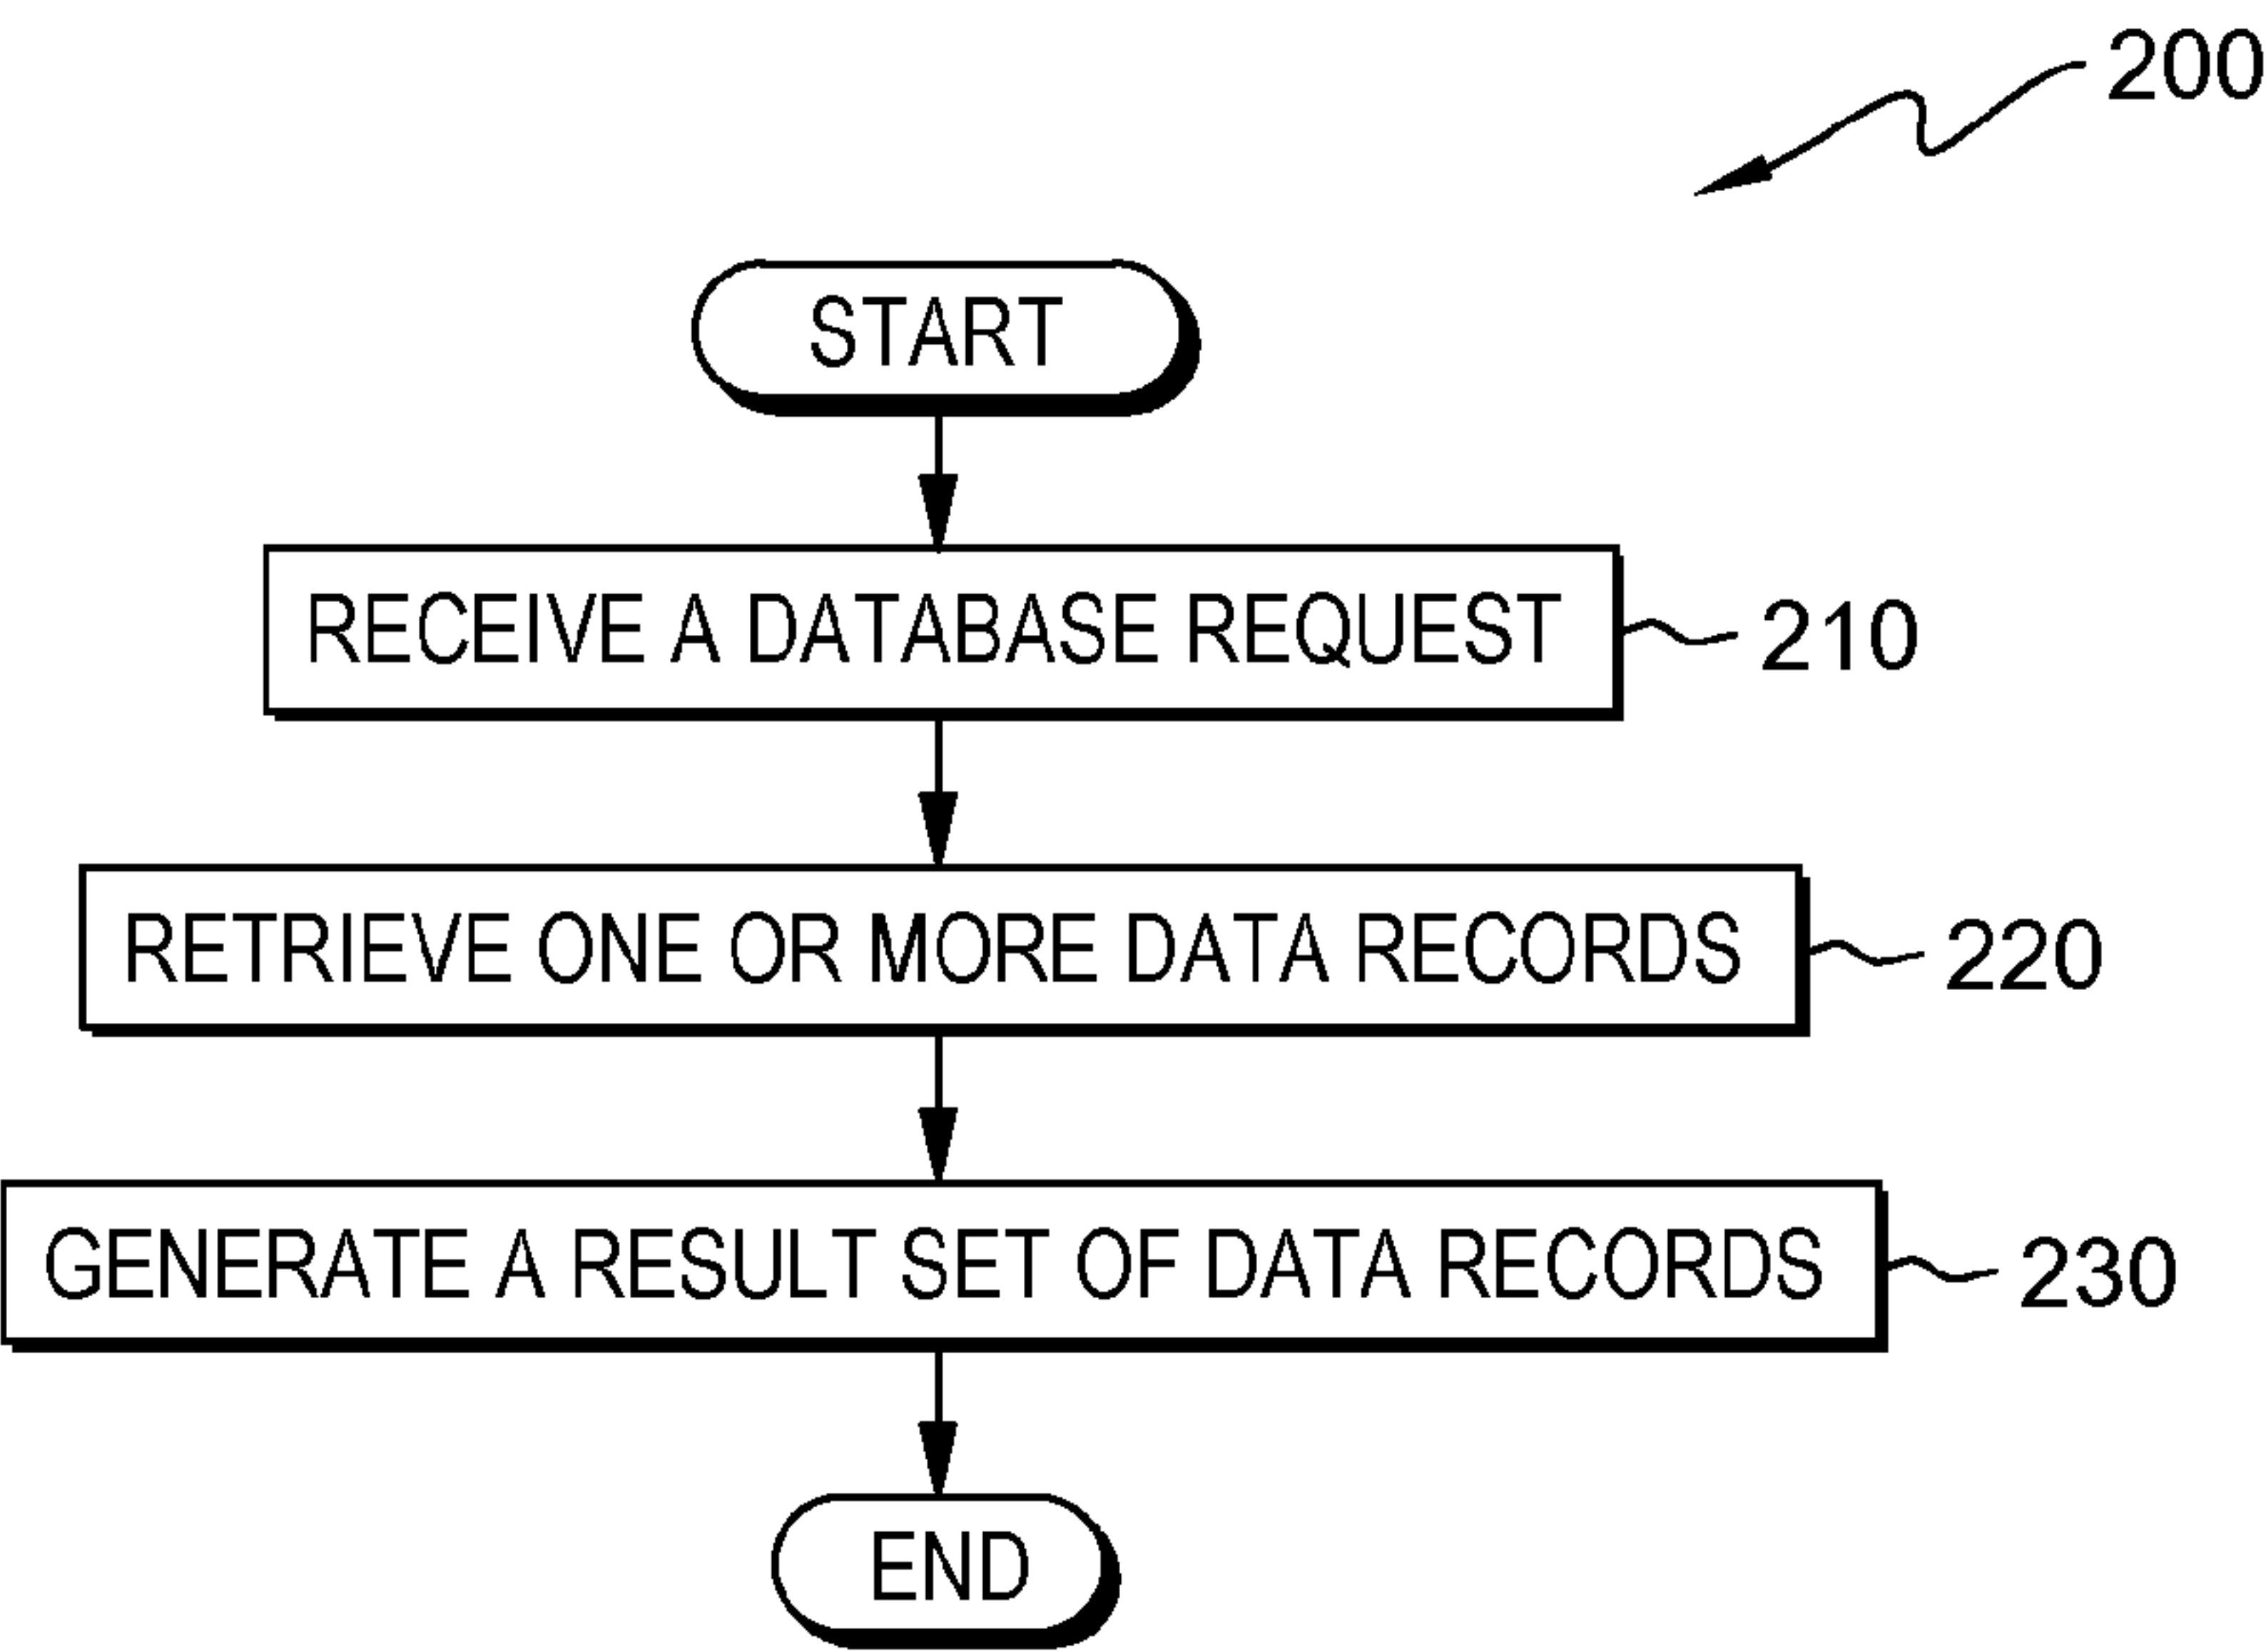 200
START
RECEIVE A DATABASE REQUEST
210
RETRIEVE ONE OR MORE DATA RECORDS
220
GENERATE A RESULT SET OF DATA RECORDS
230
END